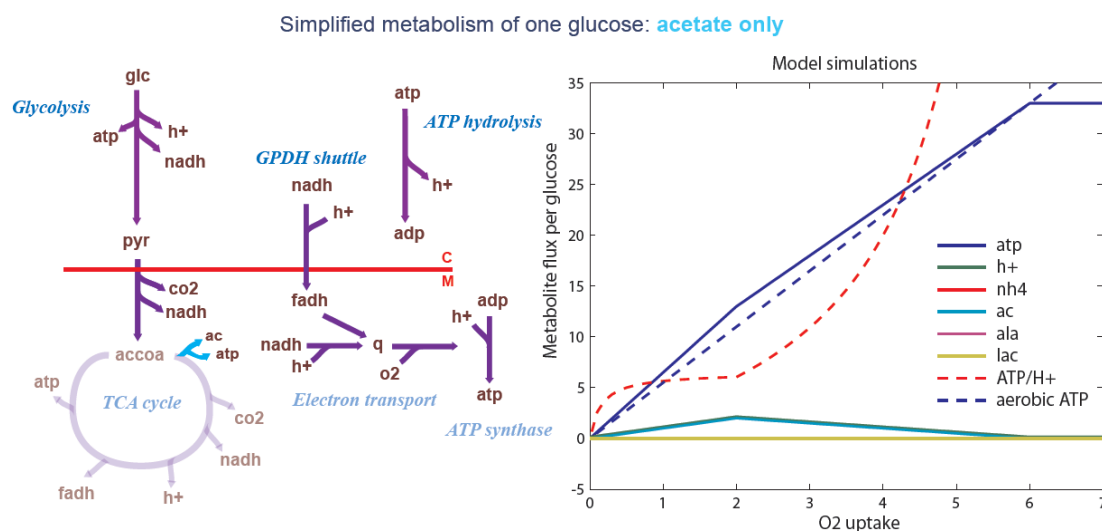 Simplified metabolism of one glucose: acetate only
glc
Glycolysis
atp
h+
nadh
pyr
co2
nadh
accoa
ac
atp
atp
TCA cycle
co2
nadh
h+
fadh
GPDH shuttle
nadh
h+
fadh
nadh
h+
q
o2
Electron transport
atp
ATP hydrolysis
h+
adp
C
M
adp
h+
atp
ATP synthase
Model simulations
Metabolite flux per glucose
35
30
25
20
15
10
5
0
-5
0 1 2 3 4 5 6 7
O2 uptake
atp
h+
nh4
ac
ala
lac
ATP/H+
aerobic ATP